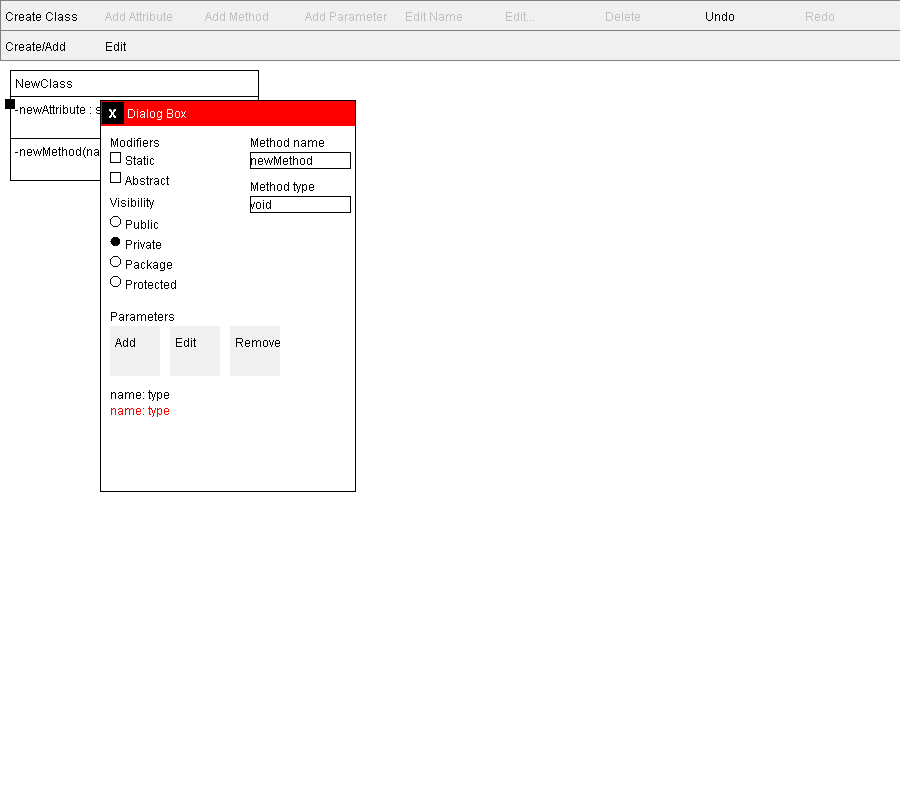 Create Class Add Attribute Add Method Add Parameter Edit Name Edit... Delete Undo Redo
Create/Add Edit
NewClass
-newAttribute : s
-newMethod(na
X Dialog Box
Modifiers
Static
Abstract
Visibility
Public
Private
Package
Protected
Method name
newMethod
Method type
void
Parameters
Add Edit Remove
name: type
name: type